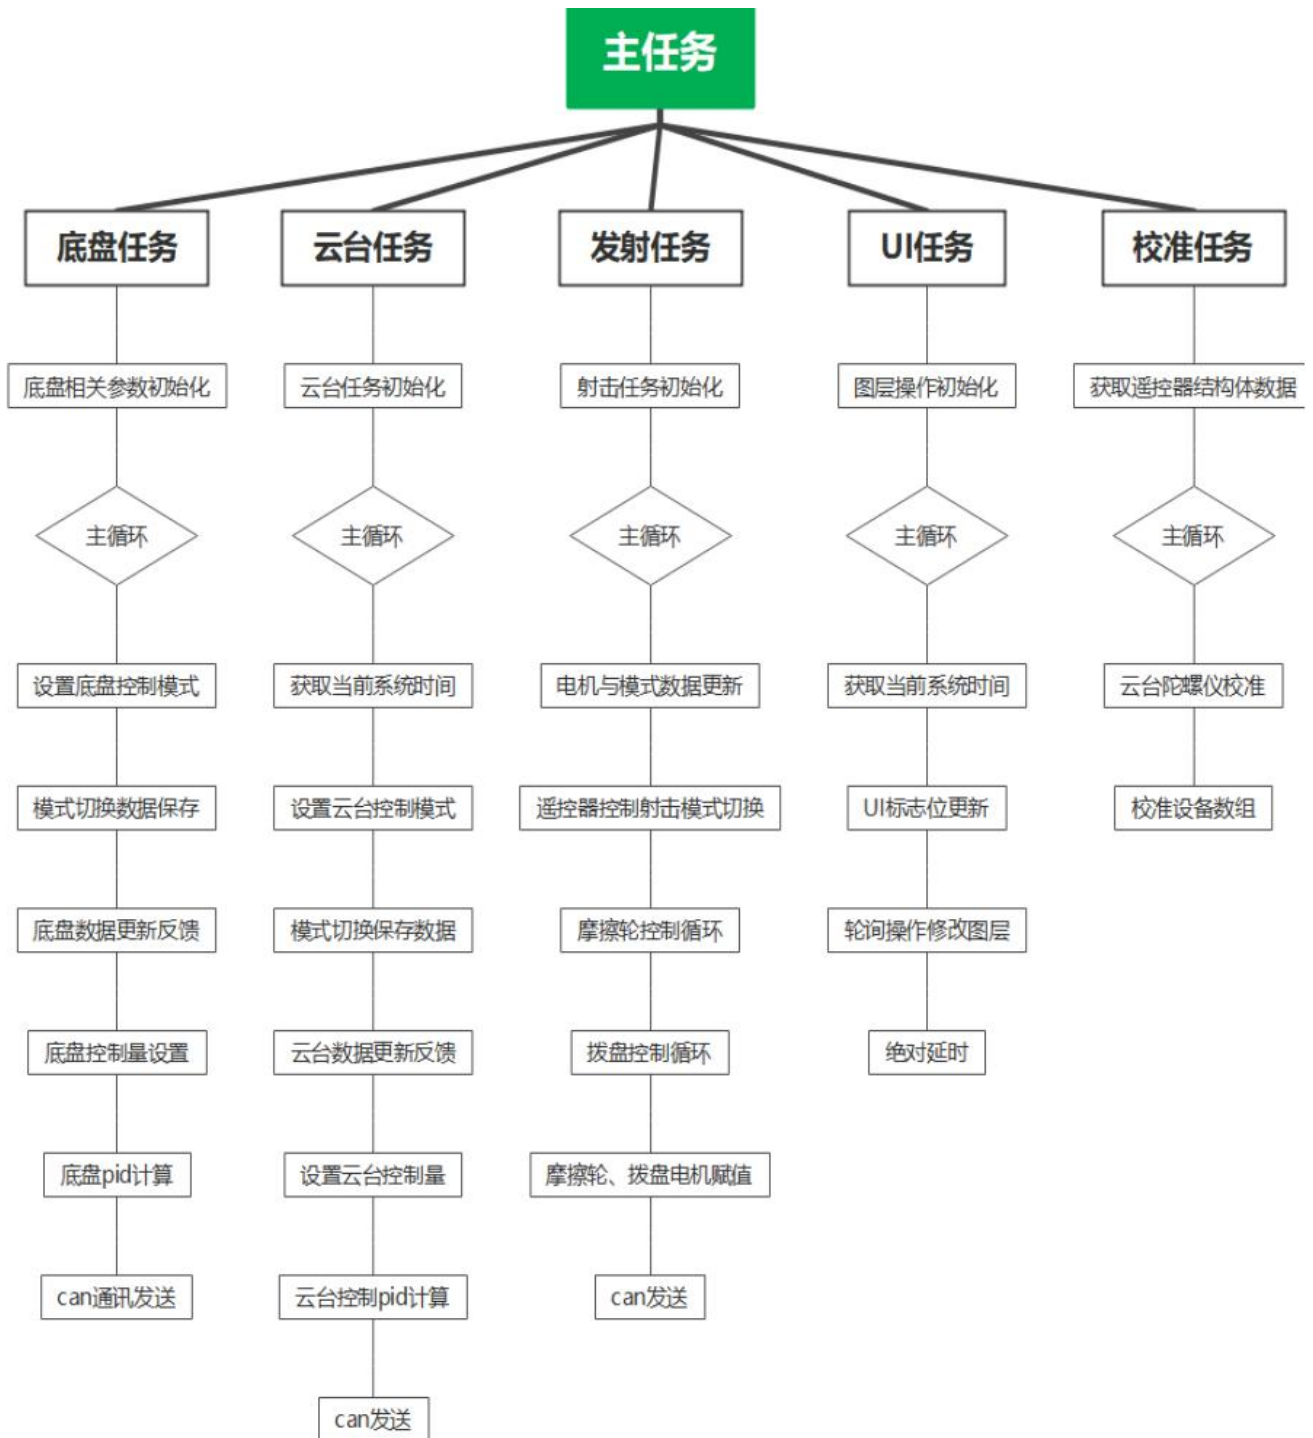 主任务
底盘任务
云台任务
发射任务
UI任务
校准任务
底盘相关参数初始化
云台任务初始化
射击任务初始化
图层操作初始化
获取遥控器结构体数据
主循环
主循环
主循环
主循环
主循环
设置底盘控制模式
获取当前系统时间
电机与模式数据更新
获取当前系统时间
云台陀螺仪校准
模式切换数据保存
设置云台控制模式
遥控器控制射击模式切换
UI标志位更新
校准设备数组
底盘数据更新反馈
模式切换保存数据
摩擦轮控制循环
轮询操作修改图层
底盘控制量设置
云台数据更新反馈
拨盘控制循环
绝对延时
底盘pid计算
设置云台控制量
摩擦轮、拨盘电机赋值
can通讯发送
云台控制pid计算
can发送
can发送